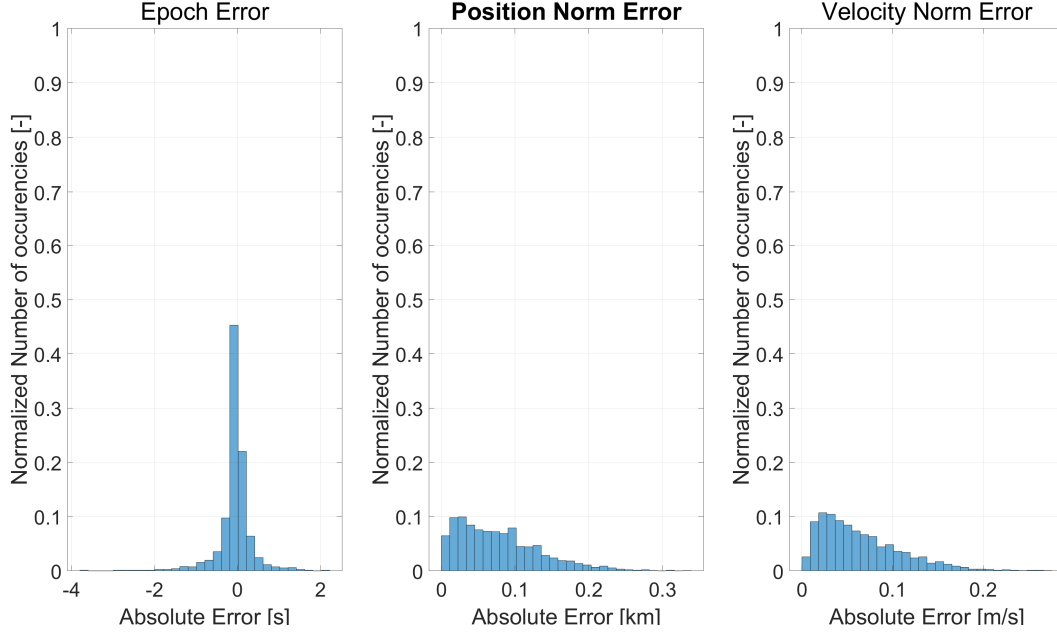 Epoch Error
Position Norm Error
Velocity Norm Error
Normalized Number of occurencies [-]
1
0.9
0.8
0.7
0.6
0.5
0.4
0.3
0.2
0.1
0
-4 -2 0 2
Absolute Error [s]
Normalized Number of occurencies [-]
1
0.9
0.8
0.7
0.6
0.5
0.4
0.3
0.2
0.1
0
0 0.1 0.2 0.3
Absolute Error [km]
Normalized Number of occurencies [-]
1
0.9
0.8
0.7
0.6
0.5
0.4
0.3
0.2
0.1
0
0 0.1 0.2
Absolute Error [m/s]